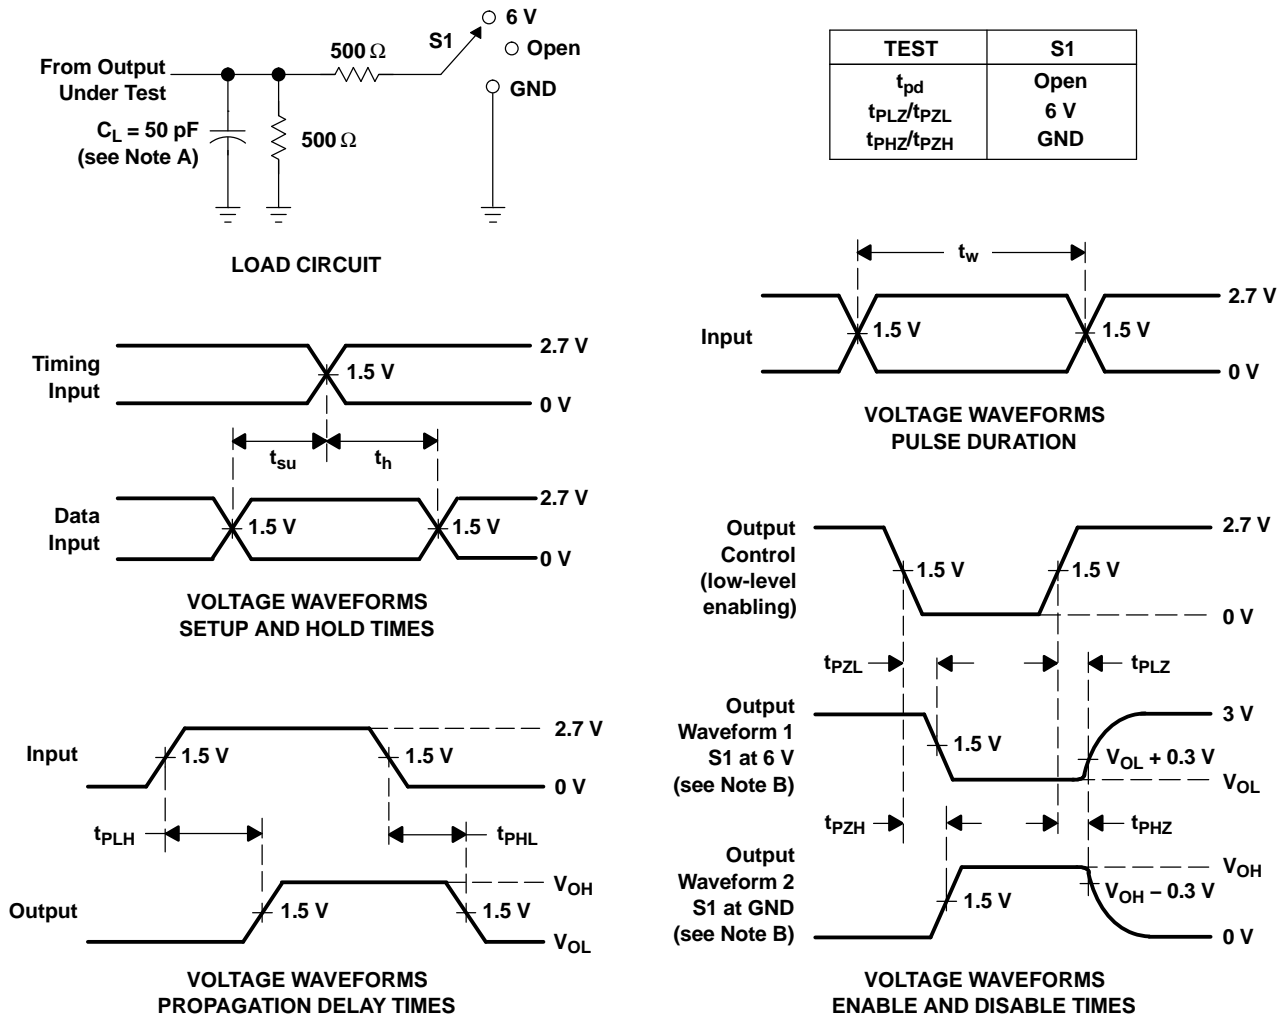 6 V
S1
Open
500 Ω
From Output
Under Test
GND
CL = 50 pF
(see Note A)
500 Ω
LOAD CIRCUIT
TEST S1
tpd Open
tPLZ/tPZL 6 V
tPHZ/tPZH GND
tw
2.7 V
Input
1.5 V
1.5 V
0 V
VOLTAGE WAVEFORMS
PULSE DURATION
Timing
Input
2.7 V
1.5 V
0 V
tsu
th
Data
Input
2.7 V
1.5 V
1.5 V
0 V
VOLTAGE WAVEFORMS
SETUP AND HOLD TIMES
Input
2.7 V
1.5 V
1.5 V
0 V
tPLH
tPHL
Output
VOH
1.5 V
1.5 V
VOL
VOLTAGE WAVEFORMS
PROPAGATION DELAY TIMES
Output
Control
(low-level
enabling)
2.7 V
1.5 V
1.5 V
0 V
tPZL
tPLZ
Output
Waveform 1
S1 at 6 V
(see Note B)
3 V
1.5 V
VOL + 0.3 V
VOL
tPZH
tPHZ
Output
Waveform 2
S1 at GND
(see Note B)
VOH
1.5 V
VOH − 0.3 V
0 V
VOLTAGE WAVEFORMS
ENABLE AND DISABLE TIMES